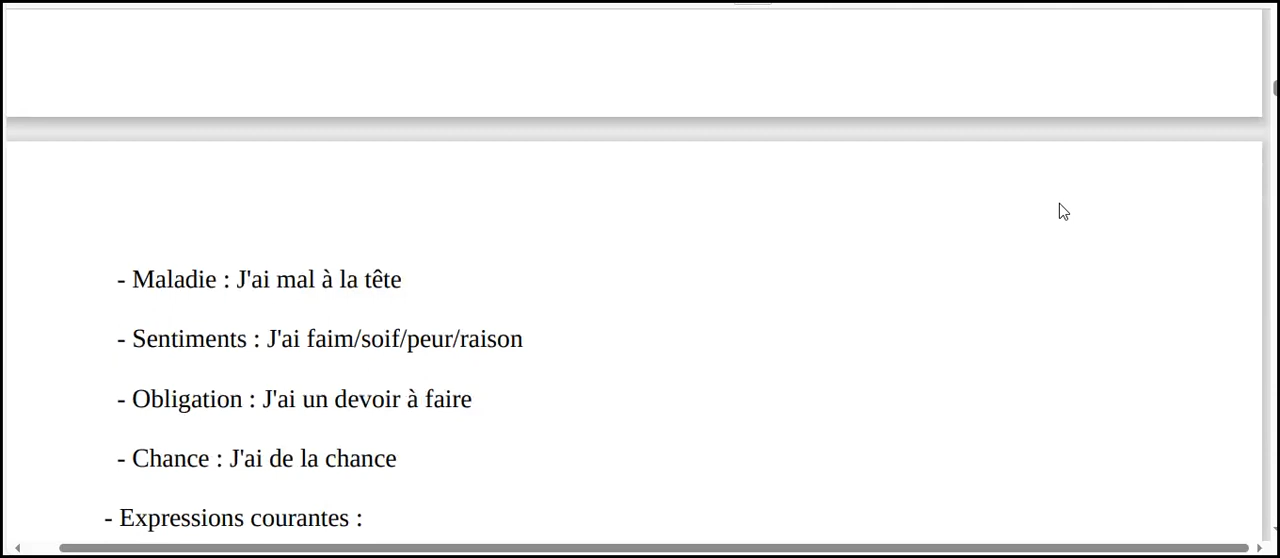 - Maladie : J'ai mal à la tête
- Sentiments : J'ai faim/soif/peur/raison
- Obligation : J'ai un devoir à faire
- Chance : J'ai de la chance
- Expressions courantes :